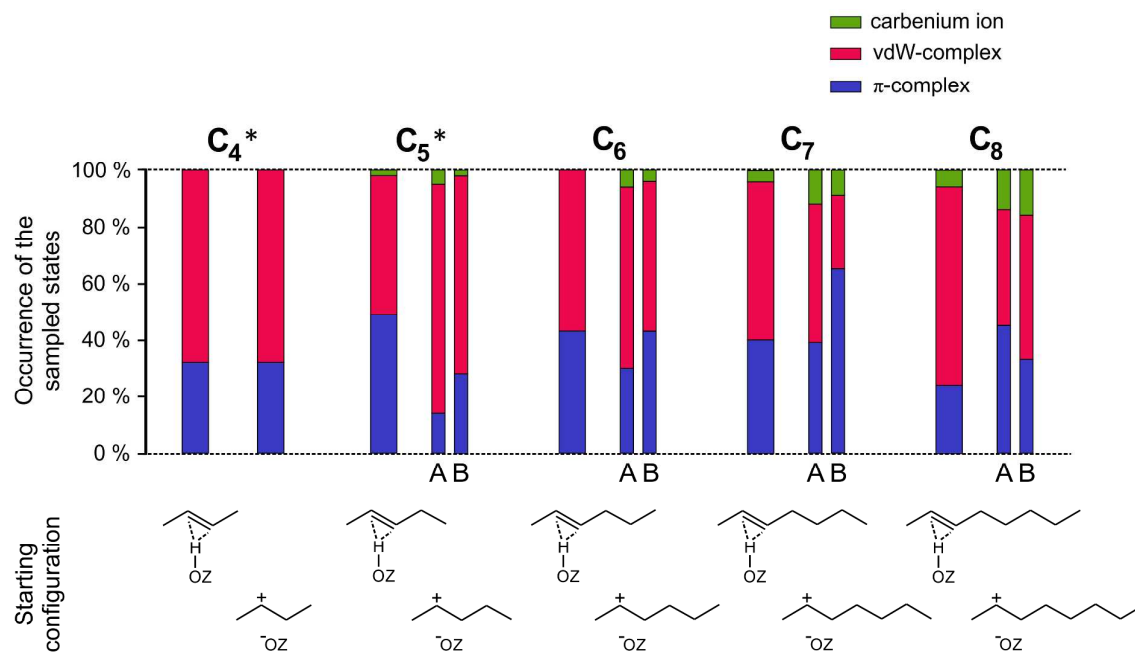 carbenium ion
vdW-complex
π-complex
C4* C5* C6 C7 C8
100 %
80 %
60 %
40 %
20 %
0 %
Occurrence of the
sampled states
A B A B A B A B
Starting
configuration
H H H H H
OZ OZ OZ OZ OZ
+ + + + +
-OZ -OZ -OZ -OZ -OZ